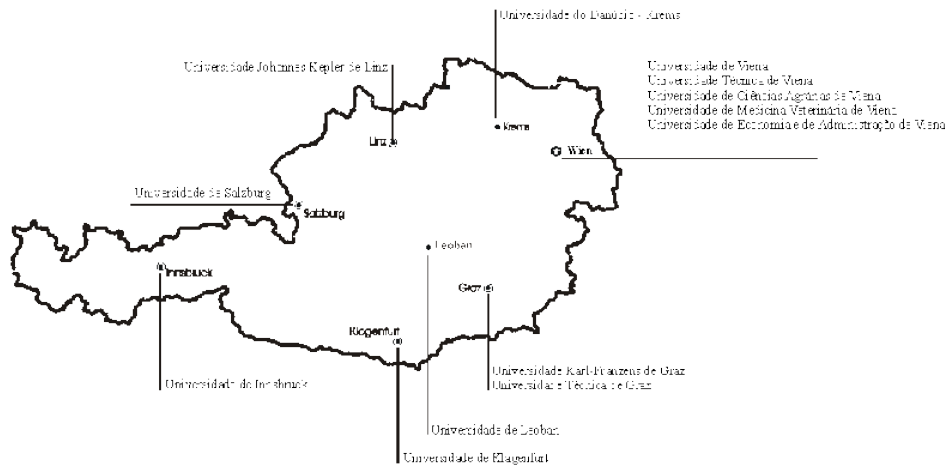 Universidade do Danúbio - Krems
Universidade Johannes Kepler de Linz
Universidade de Viena
Universidade Técnica de Viena
Universidade de Ciências Agrárias de Viena
Universidade de Medicina Veterinária de Viena
Universidade de Economia e de Administração de Viena
Linz
Krems
Wien
Universidade de Salzburg
Salzburg
Leoban
Innsbruck
Graz
Klagenfurt
Universidade Karl-Franzens de Graz
Universidade de Innsbruck
Universidade Técnica de Graz
Universidade de Leoban
Universidade de Klagenfurt